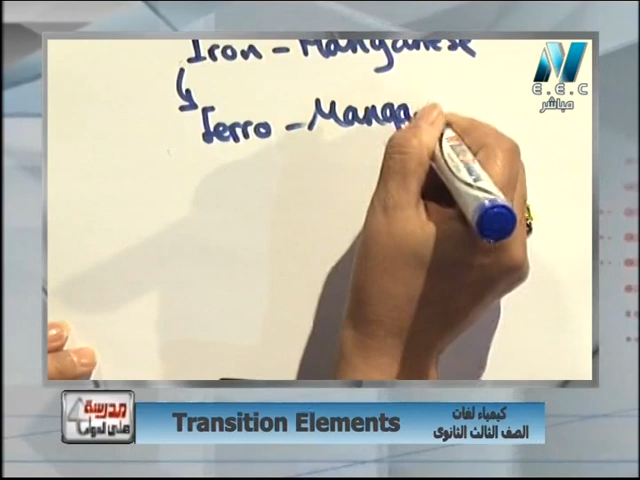 Iron - Manganese
Ferro - Manga
E.E.C
مباشر
مدرسة
على الهواء
Transition Elements
كيمياء لغات
الصف الثالث الثانوى